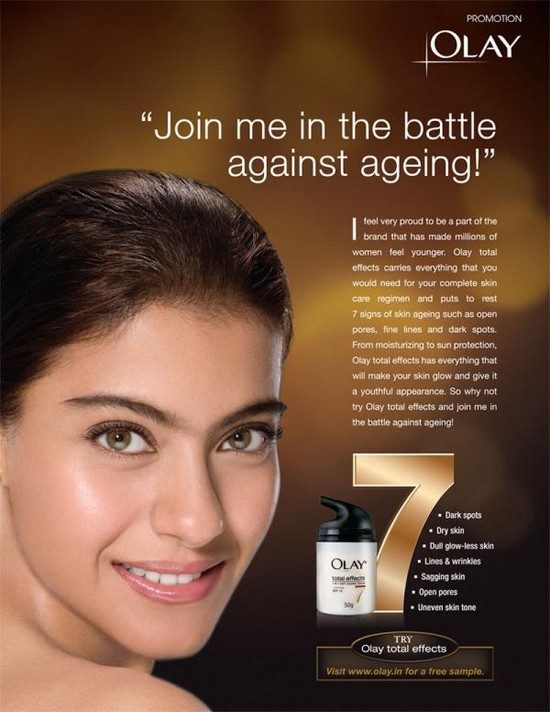 PROMOTION
OLAY
“Join me in the battle
against ageing!”
I feel very proud to be a part of the
brand that has made millions of
women feel younger. Olay total
effects carries everything that you
would need for your complete skin
care regimen and puts to rest
7 signs of skin ageing such as open
pores, fine lines and dark spots.
From moisturizing to sun protection,
Olay total effects has everything that
will make your skin glow and give it
a youthful appearance. So why not
try Olay total effects and join me in
the battle against ageing!
7
▪ Dark spots
▪ Dry skin
▪ Dull glow-less skin
▪ Lines & wrinkles
▪ Sagging skin
▪ Open pores
▪ Uneven skin tone
OLAY
total effects
7
50g
TRY
Olay total effects
Visit www.olay.in for a free sample.